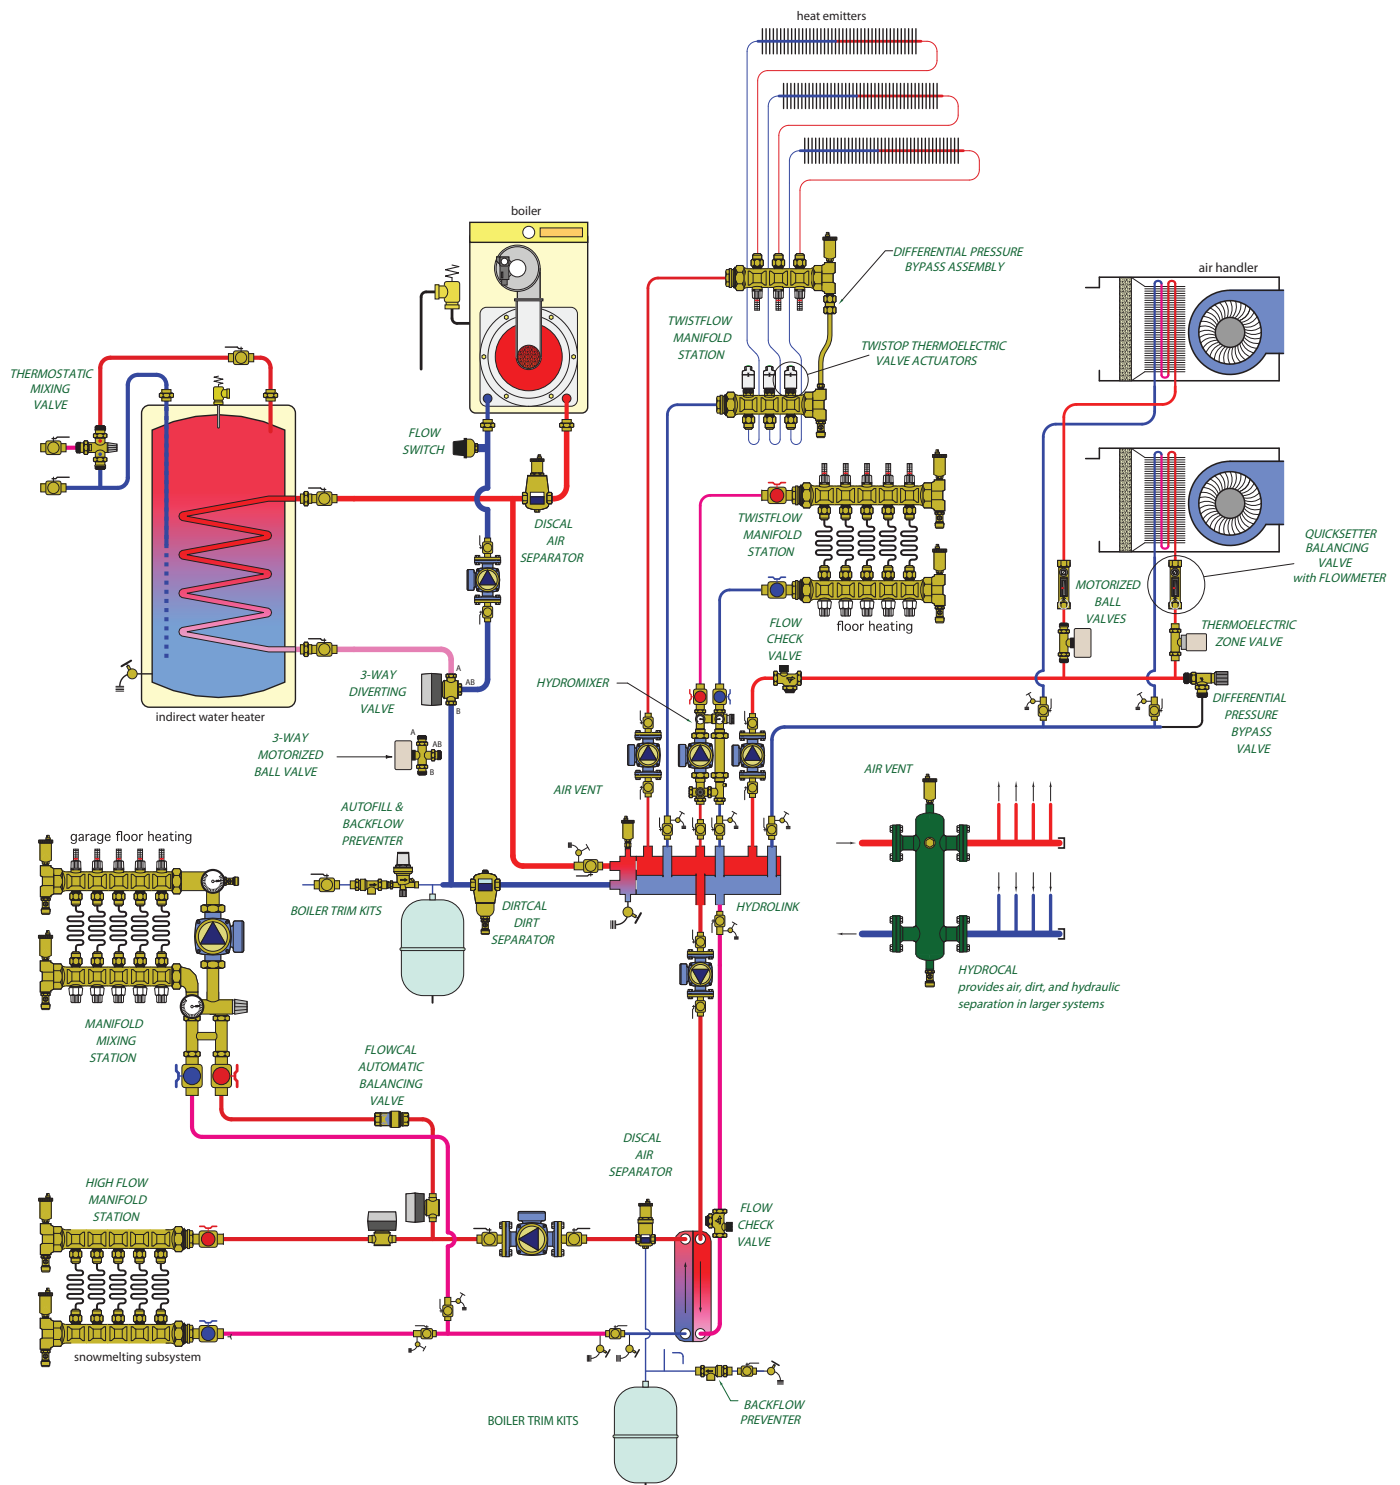 heat emitters
boiler
DIFFERENTIAL PRESSURE
BYPASS ASSEMBLY
air handler
TWISTFLOW
MANIFOLD
STATION
TWISTOP THERMOELECTRIC
VALVE ACTUATORS
THERMOSTATIC
MIXING
VALVE
FLOW
SWITCH
DISCAL
AIR
SEPARATOR
TWISTFLOW
MANIFOLD
STATION
QUICKSETTER
BALANCING
VALVE
with FLOWMETER
MOTORIZED
BALL
VALVES
floor heating
FLOW
CHECK
VALVE
THERMOELECTRIC
ZONE VALVE
3-WAY
DIVERTING
VALVE
A
AB
B
HYDROMIXER
DIFFERENTIAL
PRESSURE
BYPASS
VALVE
indirect water heater
3-WAY
MOTORIZED
BALL VALVE
A
AB
B
AIR VENT
AIR VENT
AUTOFILL &
BACKFLOW
PREVENTER
garage floor heating
BOILER TRIM KITS
DIRTCAL
DIRT
SEPARATOR
HYDROLINK
HYDROCAL
provides air, dirt, and hydraulic
separation in larger systems
MANIFOLD
MIXING
STATION
FLOWCAL
AUTOMATIC
BALANCING
VALVE
DISCAL
AIR
SEPARATOR
HIGH FLOW
MANIFOLD
STATION
FLOW
CHECK
VALVE
snowmelting subsystem
BOILER TRIM KITS
BACKFLOW
PREVENTER